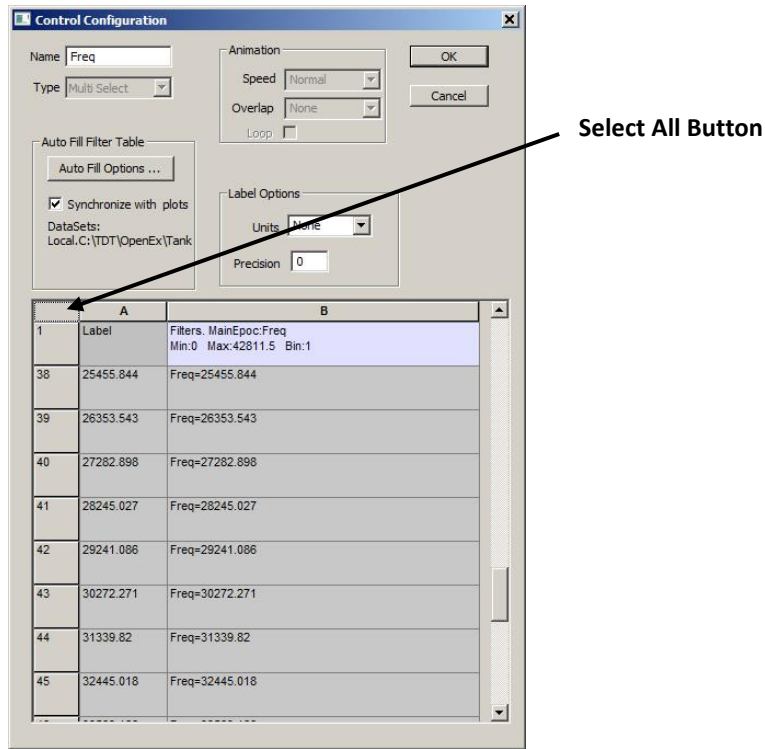 Control Configuration
Name Freq
Type Multi Select
Animation
Speed Normal
Overlap None
Loop
OK
Cancel
Select All Button
Auto Fill Filter Table
Auto Fill Options ...
Synchronize with plots
DataSets:
Local.C:\TDT\OpenEx\Tank
Label Options
Units None
Precision 0
A B
1 Label Filters. MainEpoc:Freq
Min:0 Max:42811.5 Bin:1
38 25455.844 Freq=25455.844
39 26353.543 Freq=26353.543
40 27282.898 Freq=27282.898
41 28245.027 Freq=28245.027
42 29241.086 Freq=29241.086
43 30272.271 Freq=30272.271
44 31339.82 Freq=31339.82
45 32445.018 Freq=32445.018